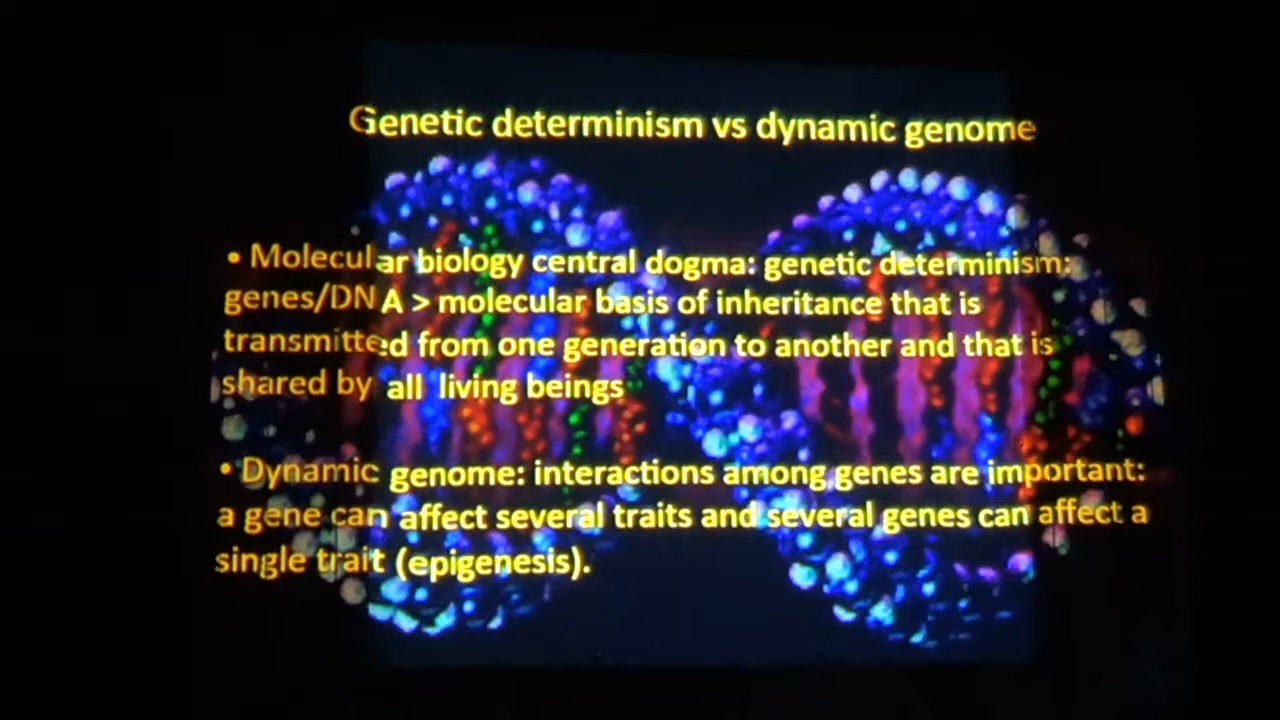 Genetic determinism vs dynamic genome
• Molecular biology central dogma: genetic determinism:
genes/DNA > molecular basis of inheritance that is
transmitted from one generation to another and that is
shared by all living beings
• Dynamic genome: interactions among genes are important:
a gene can affect several traits and several genes can affect a
single trait (epigenesis).